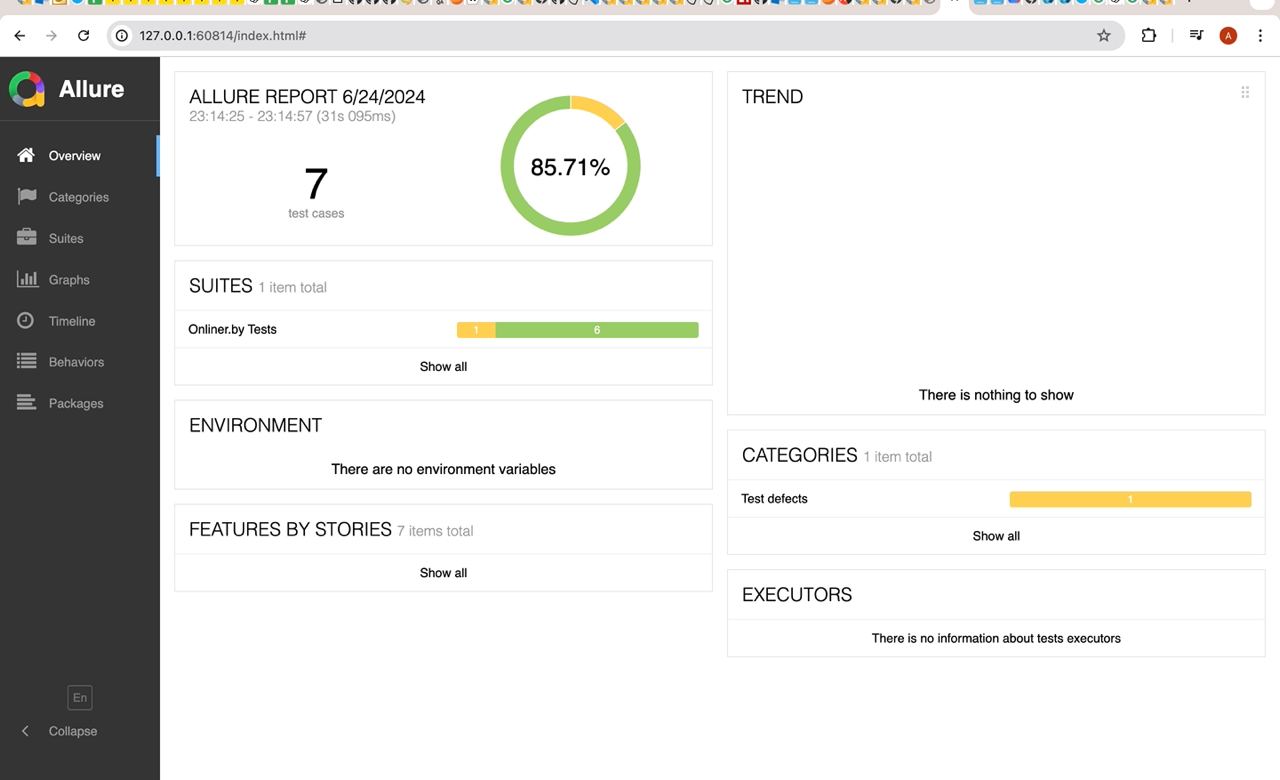 127.0.0.1:60814/index.html#
A
Allure
Overview
Categories
Suites
Graphs
Timeline
Behaviors
Packages
En
Collapse
ALLURE REPORT 6/24/2024
23:14:25 - 23:14:57 (31s 095ms)
7
test cases
85.71%
SUITES 1 item total
Onliner.by Tests
1 6
Show all
ENVIRONMENT
There are no environment variables
FEATURES BY STORIES 7 items total
Show all
TREND
There is nothing to show
CATEGORIES 1 item total
Test defects
1
Show all
EXECUTORS
There is no information about tests executors